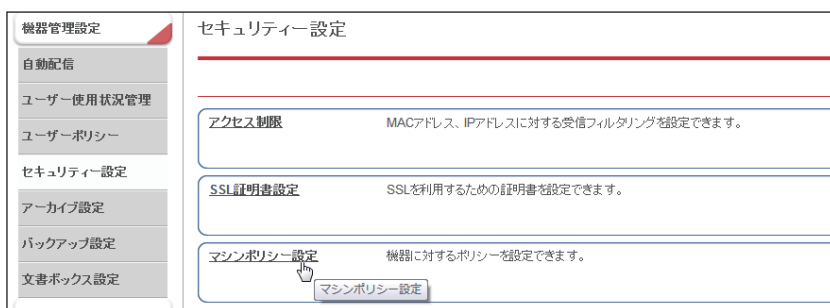 機器管理設定
自動配信
ユーザー使用状況管理
ユーザーポリシー
セキュリティー設定
アーカイブ設定
バックアップ設定
文書ボックス設定
セキュリティー設定
アクセス制限 MACアドレス、IPアドレスに対する受信フィルタリングを設定できます。
SSL証明書設定 SSLを利用するための証明書を設定できます。
マシンポリシー設定 機器に対するポリシーを設定できます。
マシンポリシー設定